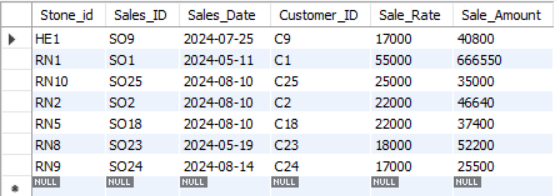 Stone_id Sales_ID Sales_Date Customer_ID Sale_Rate Sale_Amount
HE1 SO9 2024-07-25 C9 17000 40800
RN1 SO1 2024-05-11 C1 55000 666550
RN10 SO25 2024-08-10 C25 25000 35000
RN2 SO2 2024-08-10 C2 22000 46640
RN5 SO18 2024-08-10 C18 22000 37400
RN8 SO23 2024-05-19 C23 18000 52200
RN9 SO24 2024-08-14 C24 17000 25500
NULL NULL NULL NULL NULL NULL